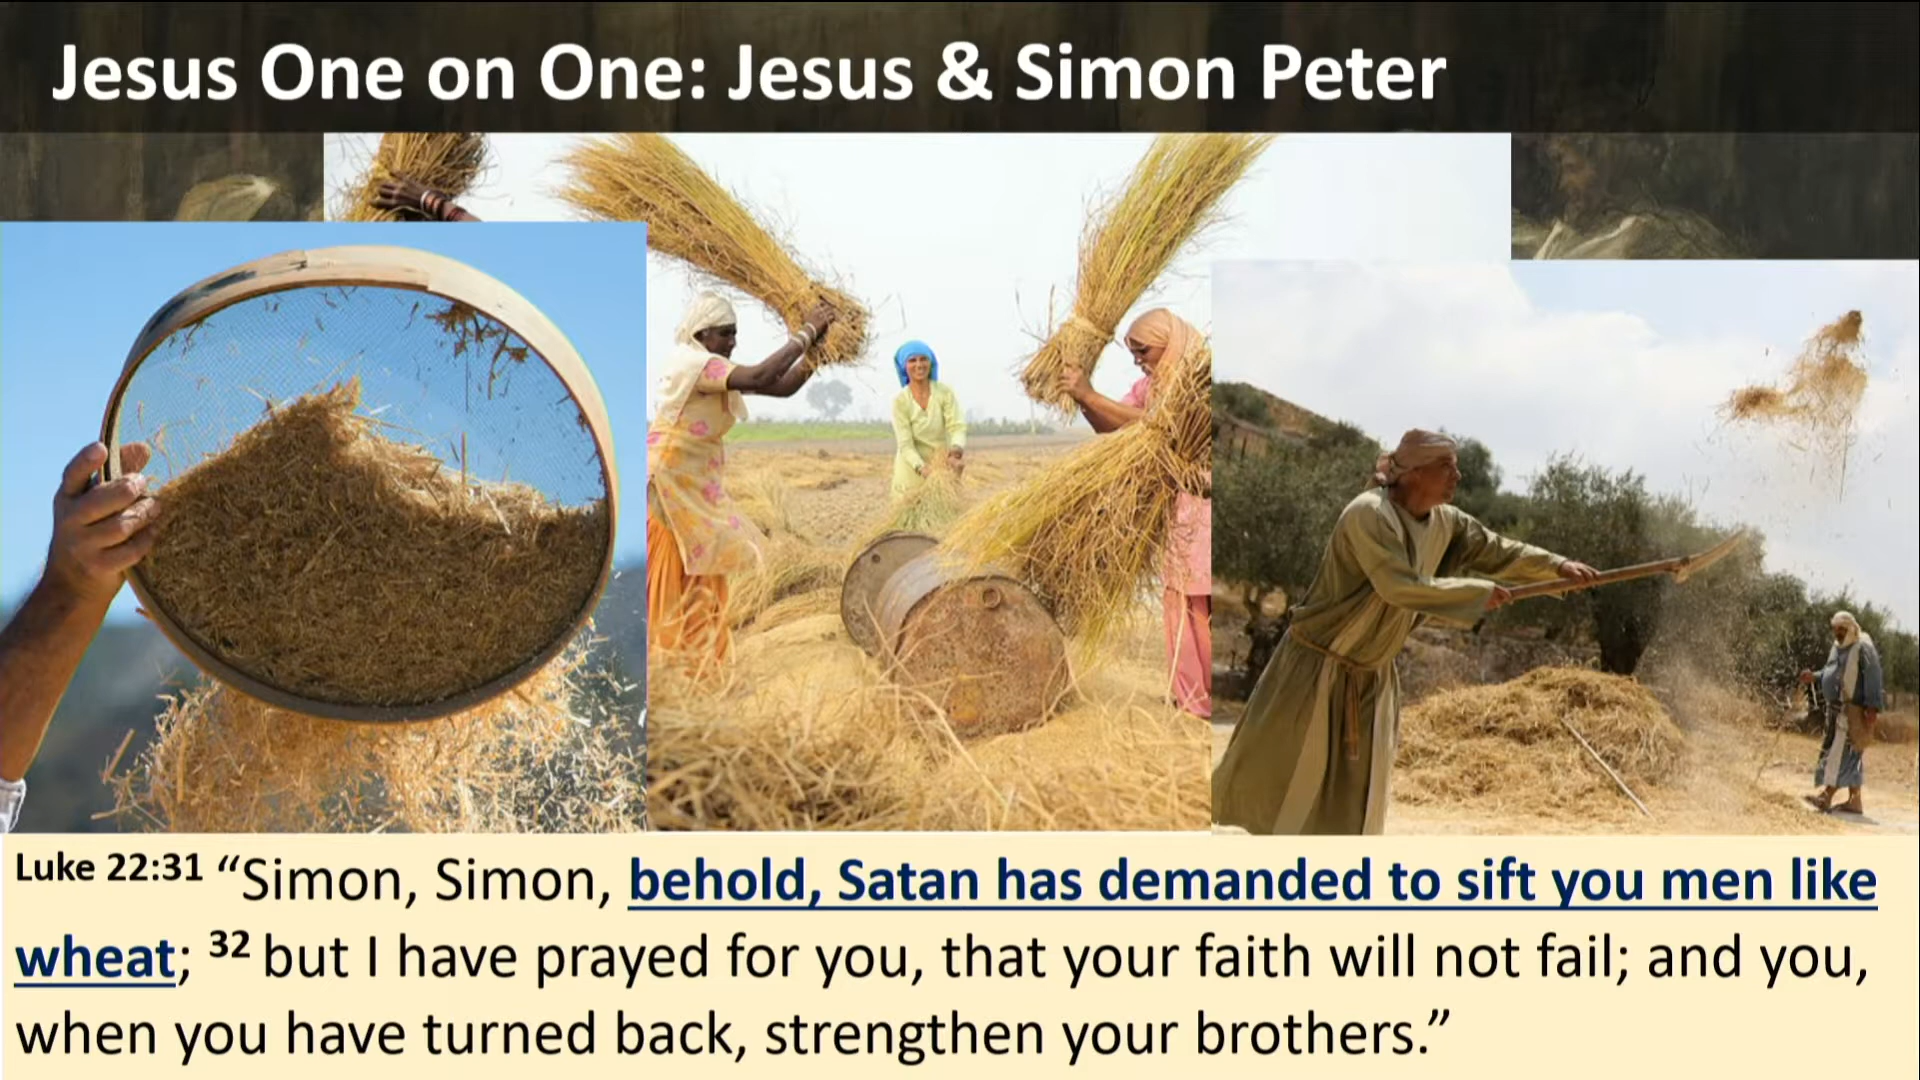 Jesus One on One: Jesus & Simon Peter
Luke 22:31 “Simon, Simon, behold, Satan has demanded to sift you men like
wheat; 32 but I have prayed for you, that your faith will not fail; and you,
when you have turned back, strengthen your brothers.”